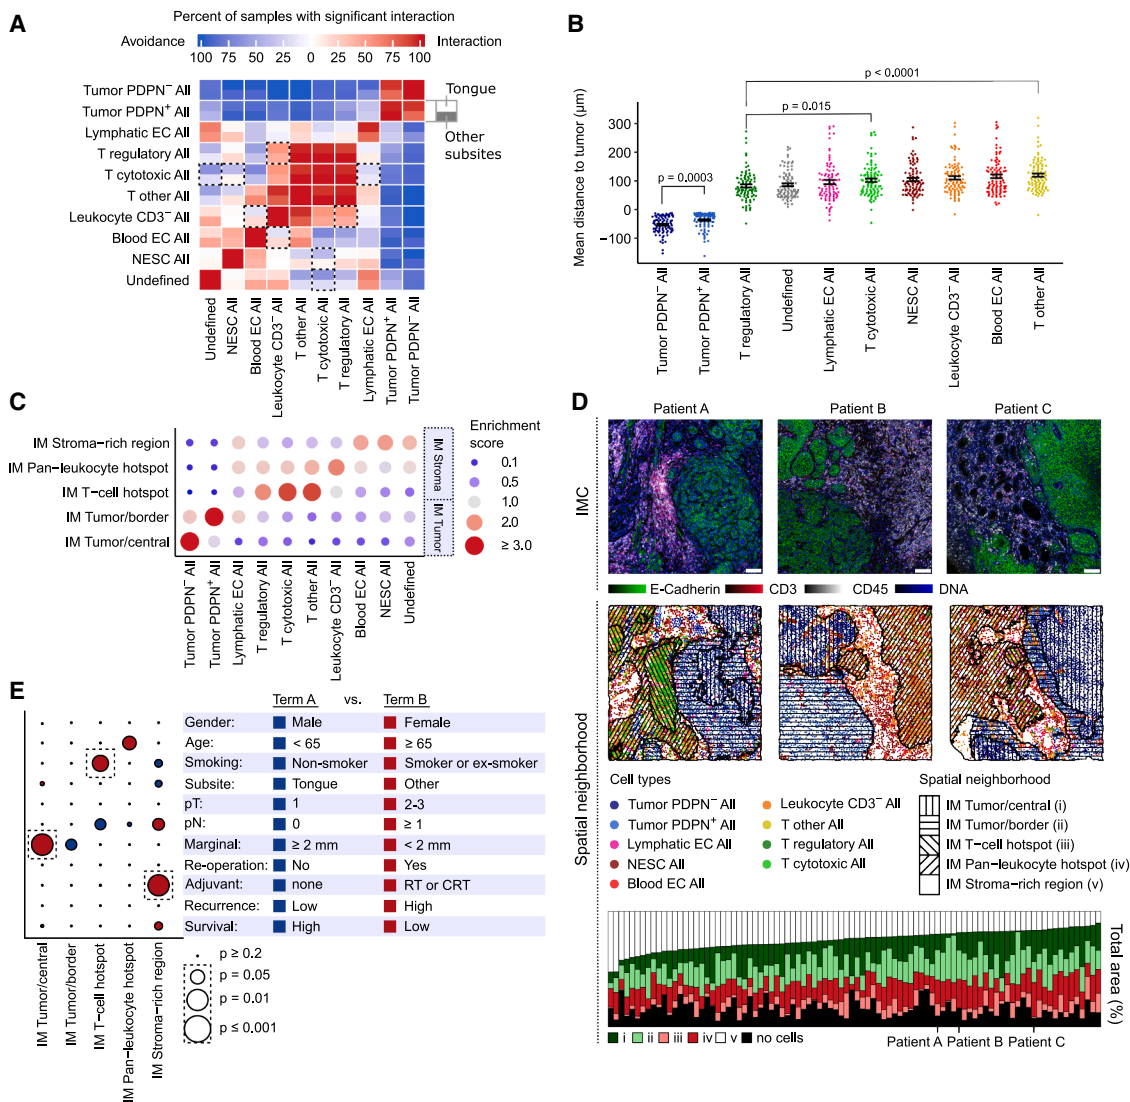 A
Percent of samples with significant interaction
Avoidance
Interaction
100 75 50 25 0 25 50 75 100
Tumor PDPN⁻ All
Tumor PDPN⁺ All
Lymphatic EC All
T regulatory All
T cytotoxic All
T other All
Leukocyte CD3⁻ All
Blood EC All
NESC All
Undefined
Tongue
Other
subsites
Undefined
NESC All
Blood EC All
Leukocyte CD3⁻ All
T other All
T cytotoxic All
T regulatory All
Lymphatic EC All
Tumor PDPN⁺ All
Tumor PDPN⁻ All
B
Mean distance to tumor (µm)
300
200
100
0
−100
p = 0.0003
p = 0.015
p < 0.0001
Tumor PDPN⁻ All
Tumor PDPN⁺ All
T regulatory All
Undefined
Lymphatic EC All
T cytotoxic All
NESC All
Leukocyte CD3⁻ All
Blood EC All
T other All
C
IM Stroma-rich region
IM Pan-leukocyte hotspot
IM T-cell hotspot
IM Tumor/border
IM Tumor/central
IM Stroma
IM Tumor
Enrichment
score
0.1
0.5
1.0
2.0
≥ 3.0
Tumor PDPN⁻ All
Tumor PDPN⁺ All
Lymphatic EC All
T regulatory All
T cytotoxic All
T other All
Leukocyte CD3⁻ All
Blood EC All
NESC All
Undefined
D
Patient A
Patient B
Patient C
IMC
E-Cadherin
CD3
CD45
DNA
Spatial neighborhood
Cell types
Tumor PDPN⁻ All
Tumor PDPN⁺ All
Lymphatic EC All
NESC All
Blood EC All
Leukocyte CD3⁻ All
T other All
T regulatory All
T cytotoxic All
Spatial neighborhood
IM Tumor/central (i)
IM Tumor/border (ii)
IM T-cell hotspot (iii)
IM Pan-leukocyte hotspot (iv)
IM Stroma-rich region (v)
Total area (%)
i ii iii iv v no cells
Patient A Patient B Patient C
E
Term A vs. Term B
Gender: Male Female
Age: < 65 ≥ 65
Smoking: Non-smoker Smoker or ex-smoker
Subsite: Tongue Other
pT: 1 2-3
pN: 0 ≥ 1
Marginal: ≥ 2 mm < 2 mm
Re-operation: No Yes
Adjuvant: none RT or CRT
Recurrence: Low High
Survival: High Low
IM Tumor/central
IM Tumor/border
IM T-cell hotspot
IM Pan-leukocyte hotspot
IM Stroma-rich region
p ≥ 0.2
p = 0.05
p = 0.01
p ≤ 0.001